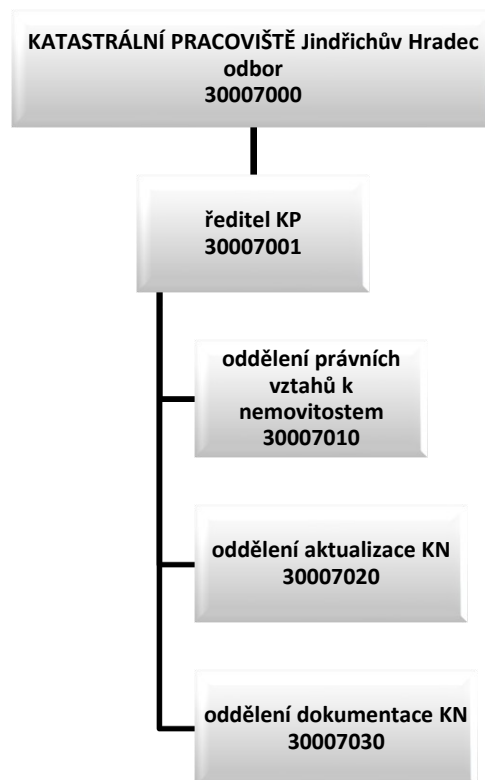 KATASTRÁLNÍ PRACOVIŠTĚ Jindřichův Hradec
odbor
30007000
ředitel KP
30007001
oddělení právních
vztahů k
nemovitostem
30007010
oddělení aktualizace KN
30007020
oddělení dokumentace KN
30007030